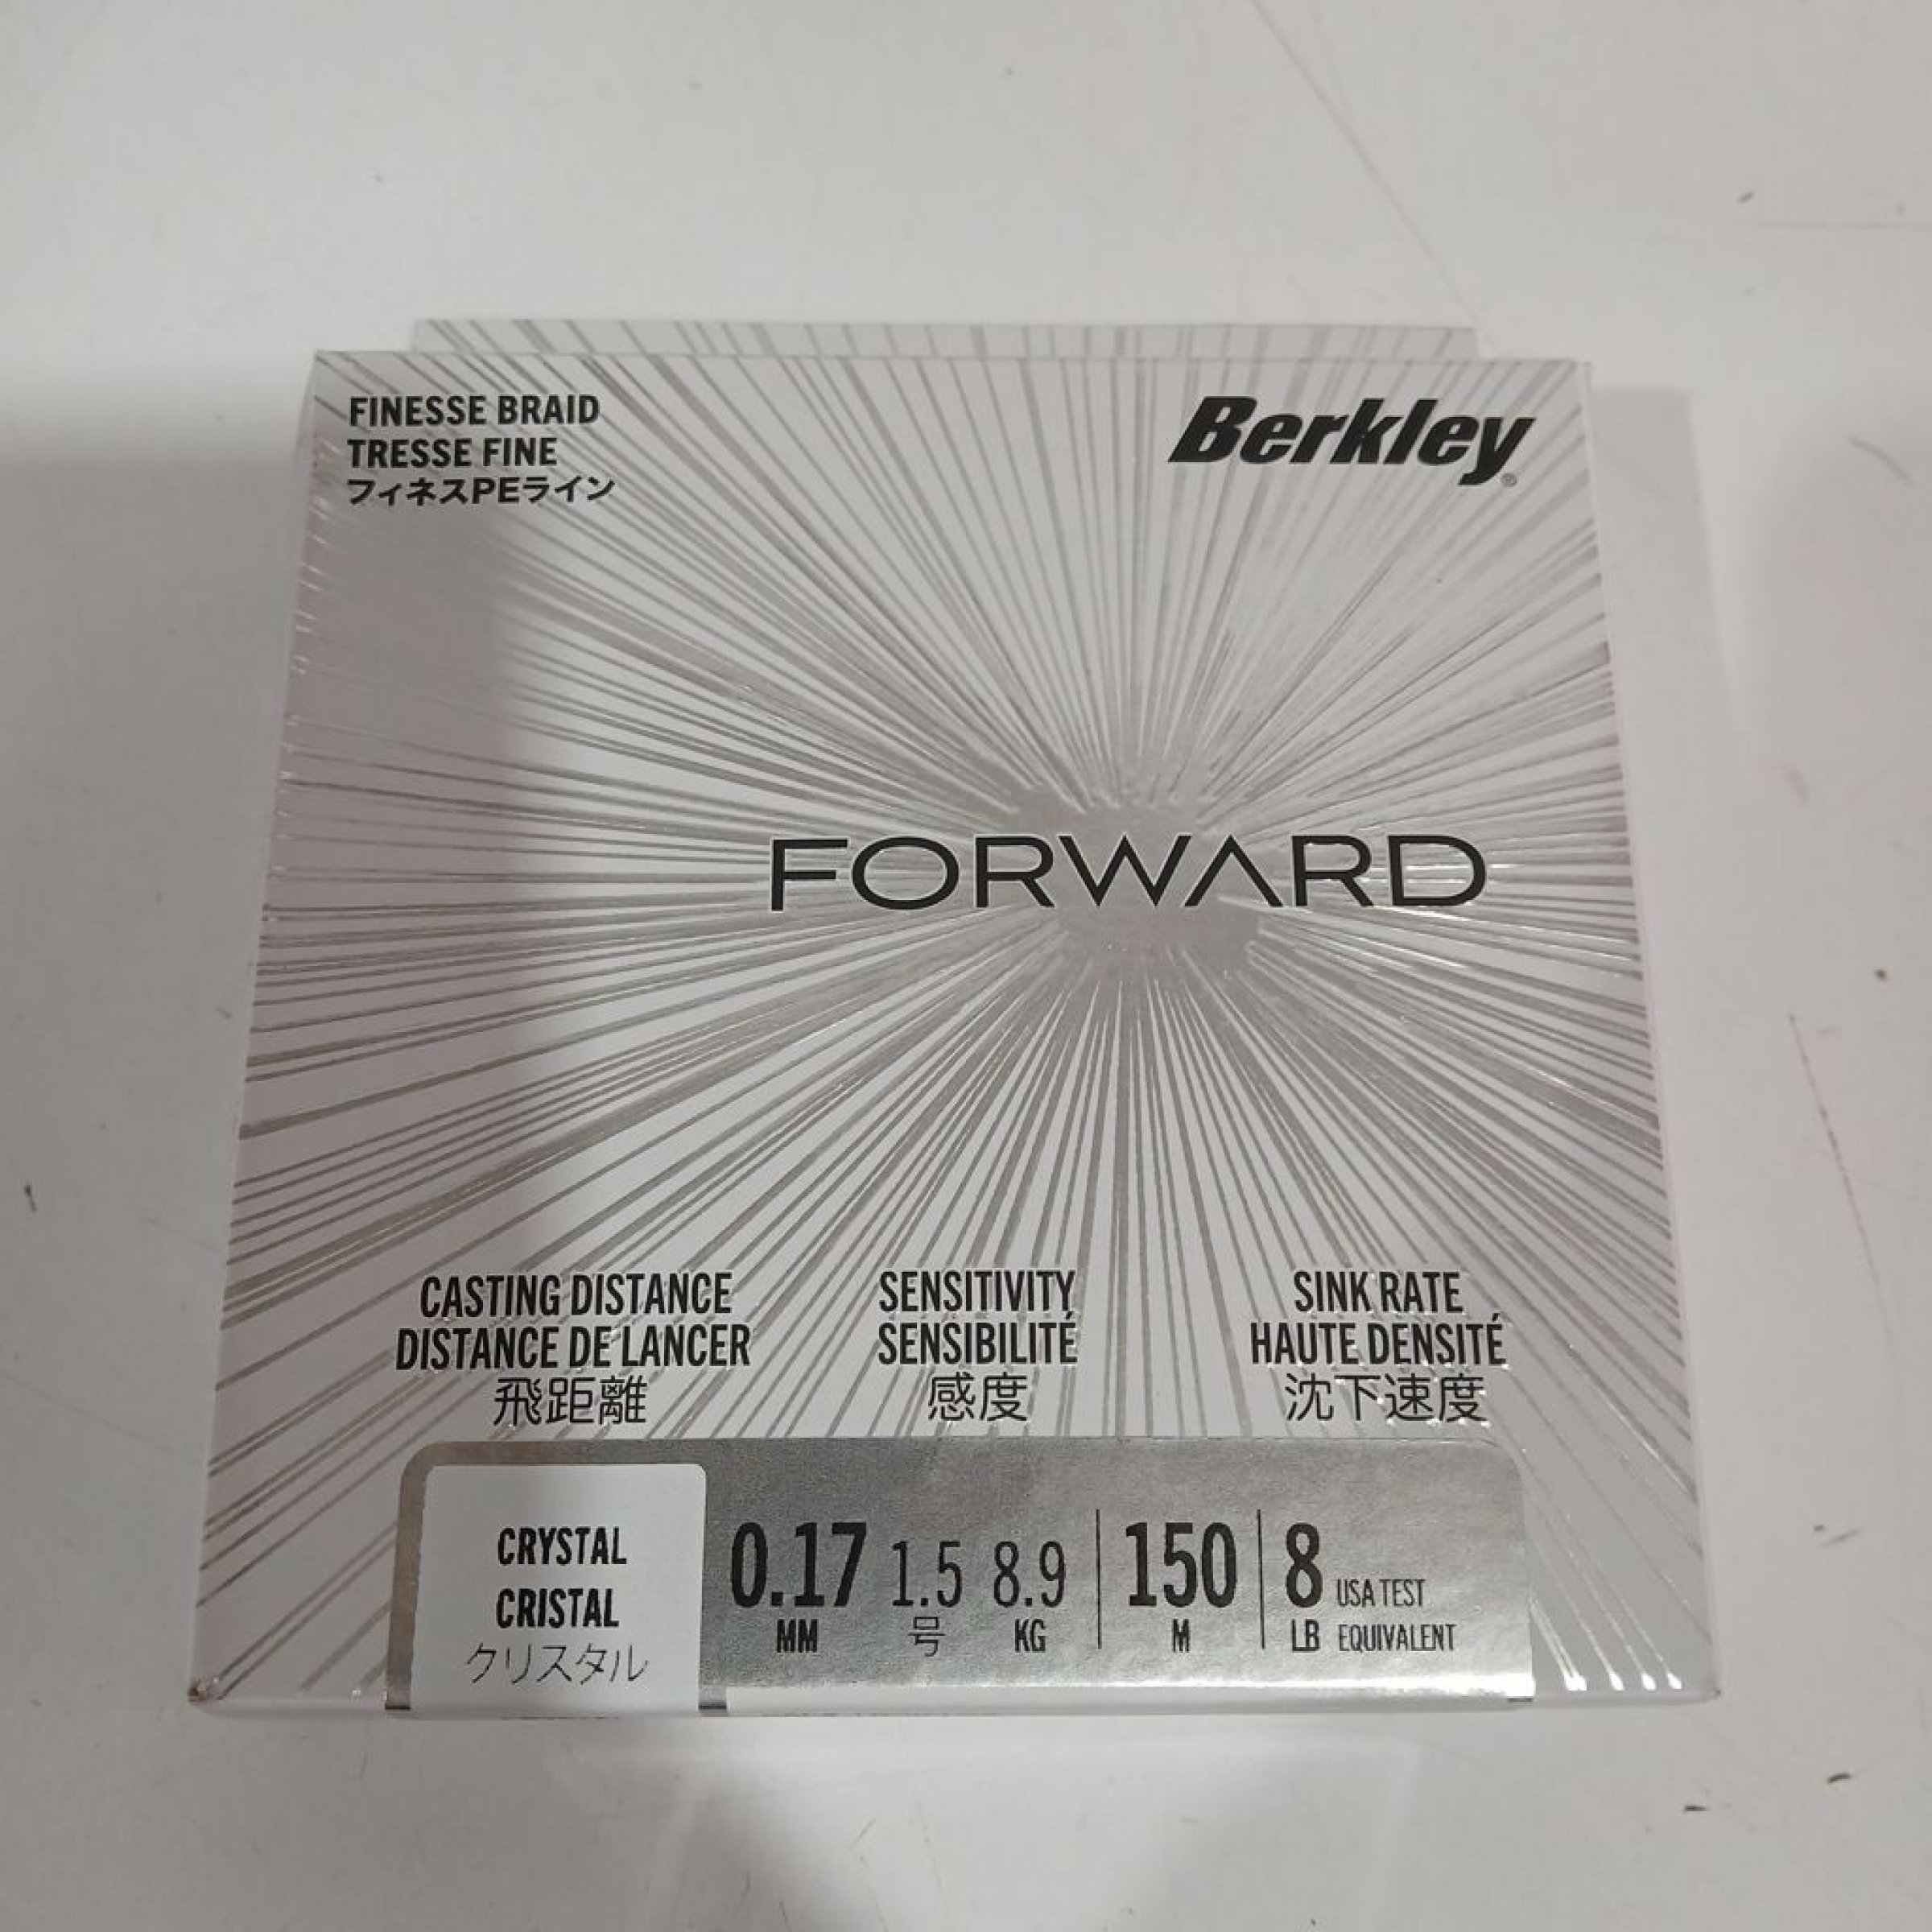 FINESSE BRAID
TRESSE FINE
フィネスPEライン
Berkley®
FORWARD
CASTING DISTANCE
DISTANCE DE LANCER
飛距離
SENSITIVITY
SENSIBILITÉ
感度
SINK RATE
HAUTE DENSITÉ
沈下速度
CRYSTAL
CRISTAL
クリスタル
0.17 1.5 8.9 150 8 USA TEST
MM 号 KG M LB EQUIVALENT